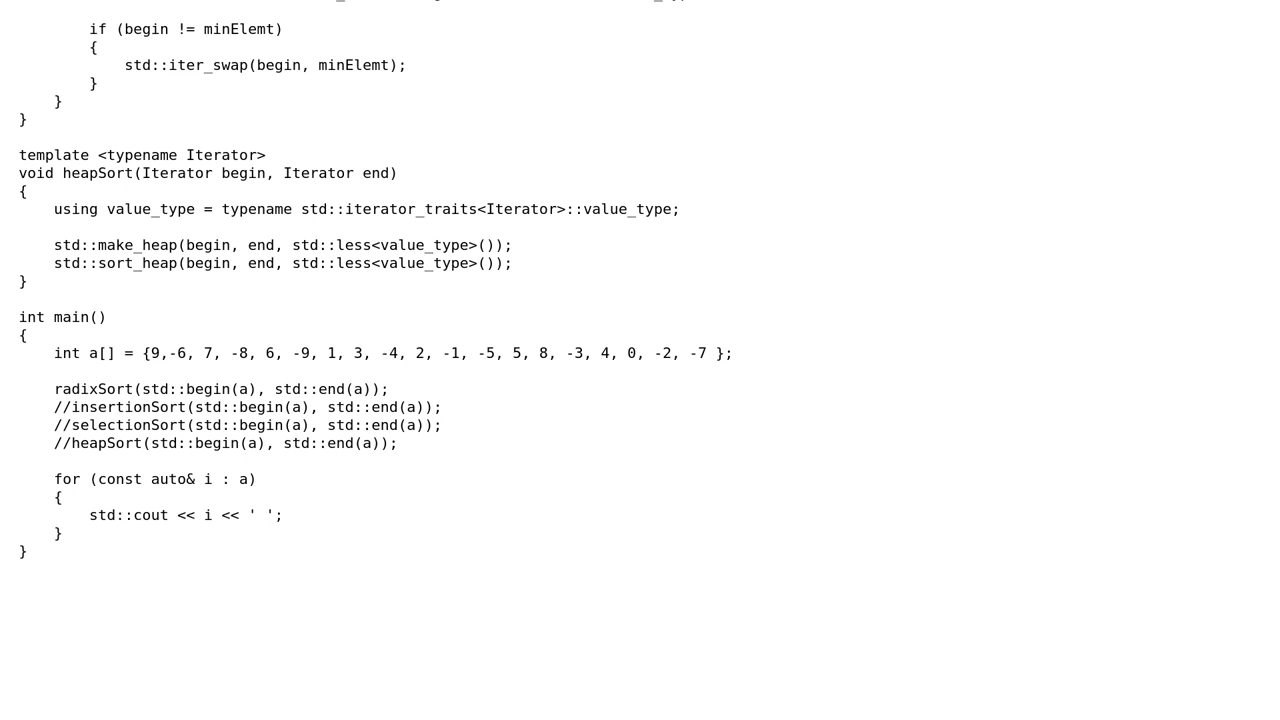 if (begin != minElemt)
        {
            std::iter_swap(begin, minElemt);
        }
    }
}

template <typename Iterator>
void heapSort(Iterator begin, Iterator end)
{
    using value_type = typename std::iterator_traits<Iterator>::value_type;

    std::make_heap(begin, end, std::less<value_type>());
    std::sort_heap(begin, end, std::less<value_type>());
}

int main()
{
    int a[] = {9,-6, 7, -8, 6, -9, 1, 3, -4, 2, -1, -5, 5, 8, -3, 4, 0, -2, -7 };

    radixSort(std::begin(a), std::end(a));
    //insertionSort(std::begin(a), std::end(a));
    //selectionSort(std::begin(a), std::end(a));
    //heapSort(std::begin(a), std::end(a));

    for (const auto& i : a)
    {
        std::cout << i << ' ';
    }
}